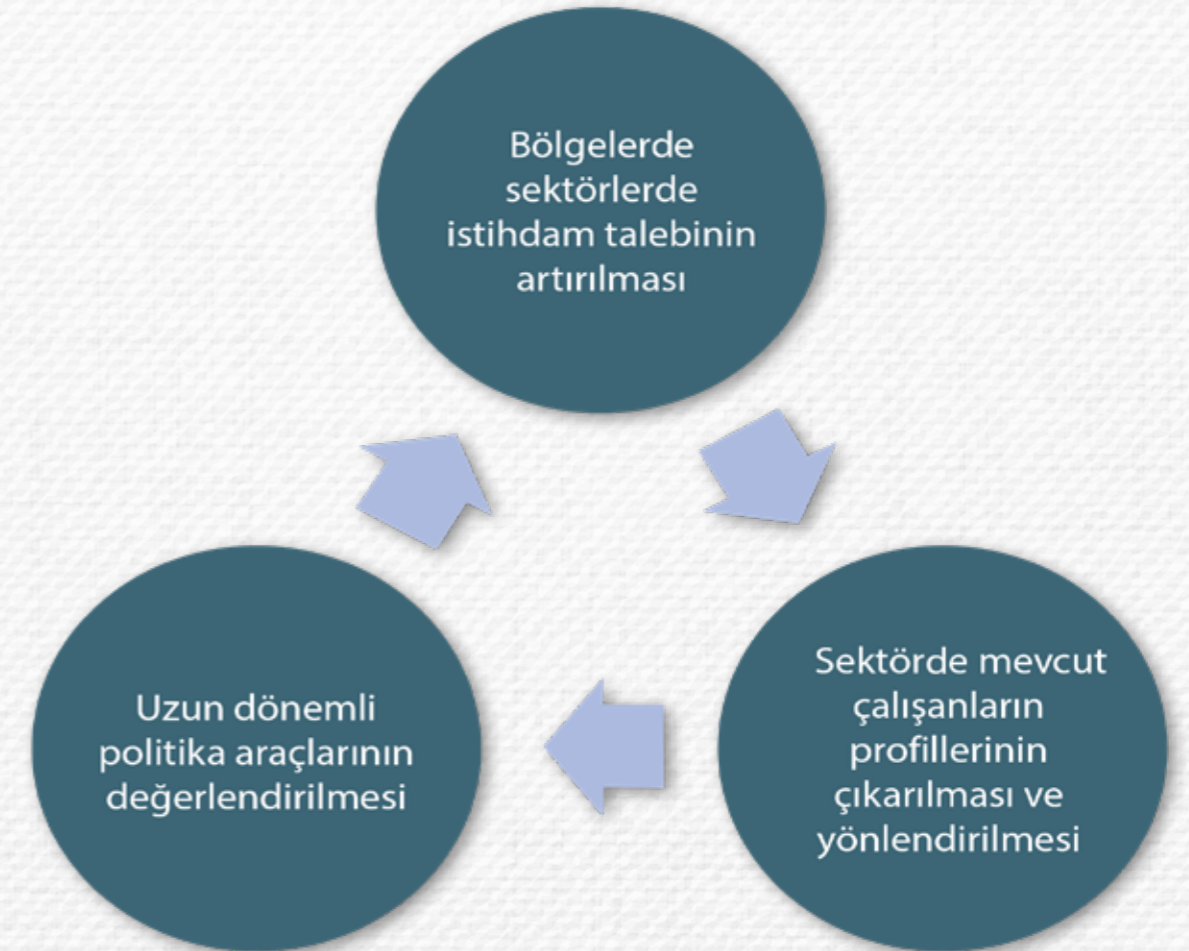 Bölgelerde
sektörlerde
istihdam talebinin
artırılması
Sektörde mevcut
çalışanların
profillerinin
çıkarılması ve
yönlendirilmesi
Uzun dönemli
politika araçlarının
değerlendirilmesi